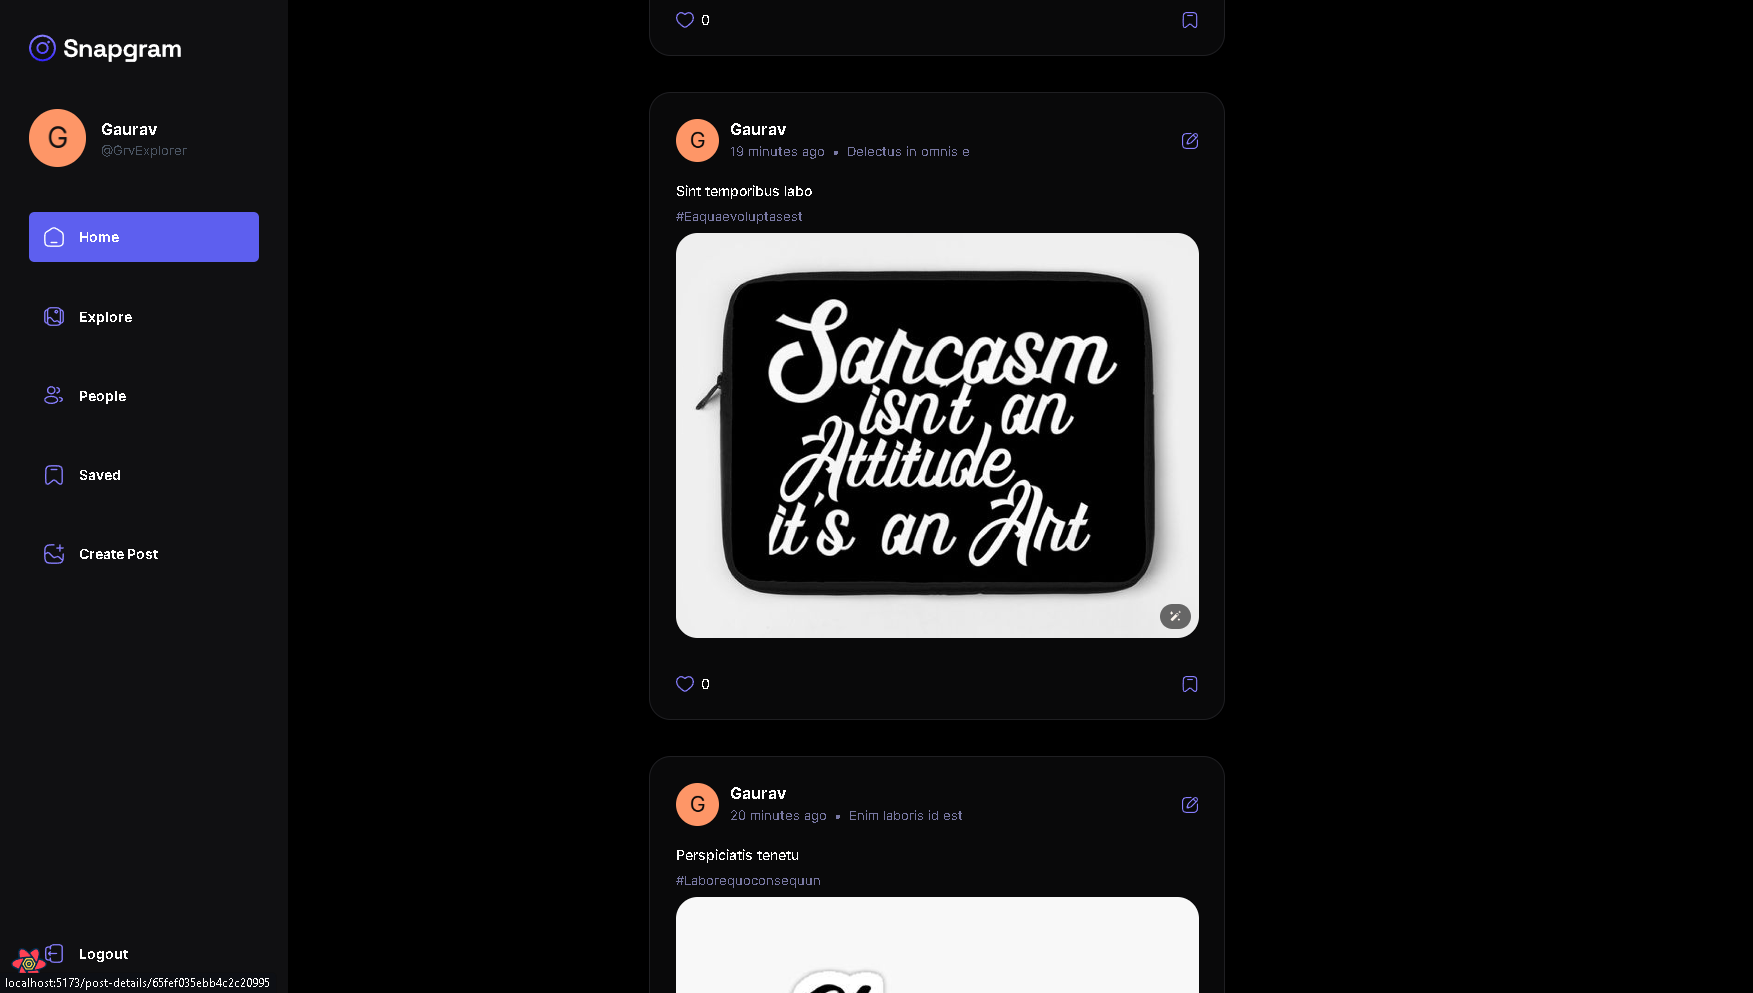 Snapgram
G
Gaurav
@GrvExplorer
Home
Explore
People
Saved
Create Post
Logout
localhost:5173/post-details/65fef035ebb4c2c20995
0
G
Gaurav
19 minutes ago • Delectus in omnis e
Sint temporibus labo
#Eaquaevoluptasest
Sarcasm
isn't an
Attitude
it's an Art
0
G
Gaurav
20 minutes ago • Enim laboris id est
Perspiciatis tenetu
#Laborequoconsequun